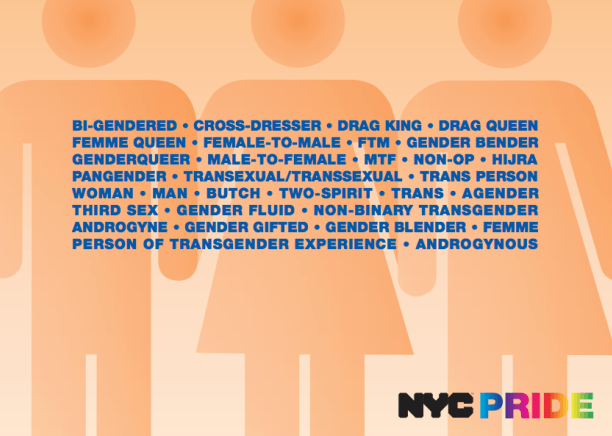 BI-GENDERED • CROSS-DRESSER • DRAG KING • DRAG QUEEN
FEMME QUEEN • FEMALE-TO-MALE • FTM • GENDER BENDER
GENDERQUEER • MALE-TO-FEMALE • MTF • NON-OP • HIJRA
PANGENDER • TRANSEXUAL/TRANSSEXUAL • TRANS PERSON
WOMAN • MAN • BUTCH • TWO-SPIRIT • TRANS • AGENDER
THIRD SEX • GENDER FLUID • NON-BINARY TRANSGENDER
ANDROGYNE • GENDER GIFTED • GENDER BLENDER • FEMME
PERSON OF TRANSGENDER EXPERIENCE • ANDROGYNOUS
NYC PRIDE